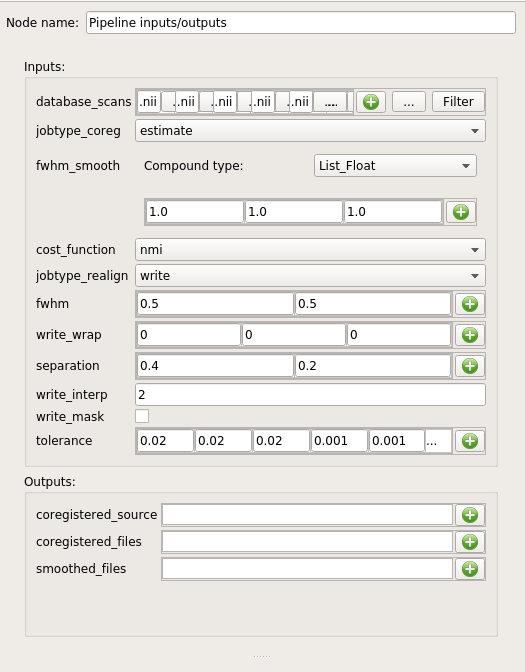 Node name: Pipeline inputs/outputs
Inputs:
database_scans .nii ..nii ..nii ..nii ..nii .... ... Filter
jobtype_coreg estimate
fwhm_smooth Compound type: List_Float
1.0 1.0 1.0
cost_function nmi
jobtype_realign write
fwhm 0.5 0.5
write_wrap 0 0 0
separation 0.4 0.2
write_interp 2
write_mask
tolerance 0.02 0.02 0.02 0.001 0.001 ...
Outputs:
coregistered_source
coregistered_files
smoothed_files